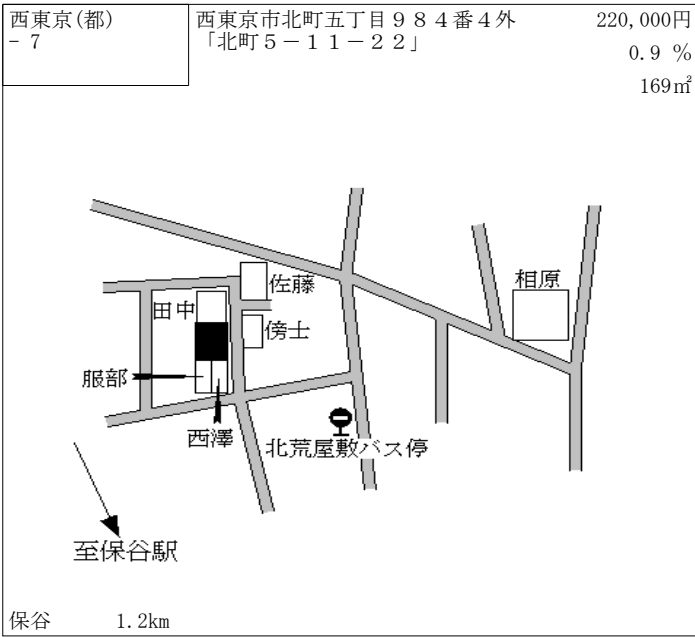 西東京(都)
- 7
西東京市北町五丁目９８４番４外
「北町５－１１－２２」
220,000円
0.9 %
169㎡
佐藤
相原
田中
傍士
服部
西澤
北荒屋敷バス停
至保谷駅
保谷 1.2km